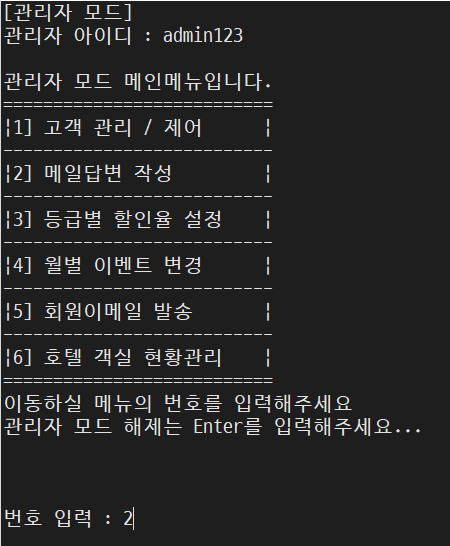 [관리자 모드]
관리자 아이디 : admin123
관리자 모드 메인메뉴입니다.
===========================
¦1] 고객 관리 / 제어      ¦
---------------------------
¦2] 메일답변 작성         ¦
---------------------------
¦3] 등급별 할인율 설정    ¦
---------------------------
¦4] 월별 이벤트 변경      ¦
---------------------------
¦5] 회원이메일 발송       ¦
---------------------------
¦6] 호텔 객실 현황관리    ¦
===========================
이동하실 메뉴의 번호를 입력해주세요
관리자 모드 해제는 Enter를 입력해주세요...
번호 입력 : 2